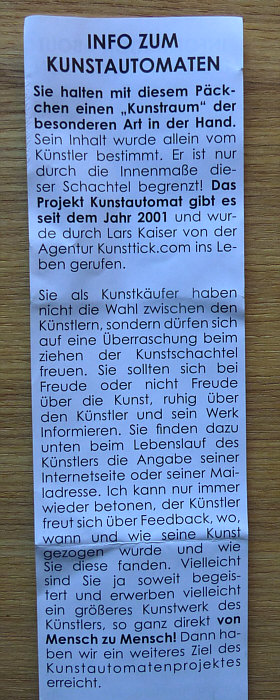 INFO ZUM
KUNSTAUTOMATEN
Sie halten mit diesem Päck-
chen einen „Kunstraum“ der
besonderen Art in der Hand.
Sein Inhalt wurde allein vom
Künstler bestimmt. Er ist nur
durch die Innenmaße die-
ser Schachtel begrenzt! Das
Projekt Kunstautomat gibt es
seit dem Jahr 2001 und wur-
de durch Lars Kaiser von der
Agentur Kunsttick.com ins Le-
ben gerufen.
Sie als Kunstkäufer haben
nicht die Wahl zwischen den
Künstlern, sondern dürfen sich
auf eine Überraschung beim
ziehen der Kunstschachtel
freuen. Sie sollten sich bei
Freude oder nicht Freude
über die Kunst, ruhig über
den Künstler und sein Werk
Informieren. Sie finden dazu
unten beim Lebenslauf des
Künstlers die Angabe seiner
Internetseite oder seiner Mai-
ladresse. Ich kann nur immer
wieder betonen, der Künstler
freut sich über Feedback, wo,
wann und wie seine Kunst
gezogen wurde und wie
Sie diese fanden. Vielleicht
sind Sie ja soweit begeis-
tert und erwerben vielleicht
ein größeres Kunstwerk des
Künstlers, so ganz direkt von
Mensch zu Mensch! Dann ha-
ben wir ein weiteres Ziel des
Kunstautomatenprojektes
erreicht.